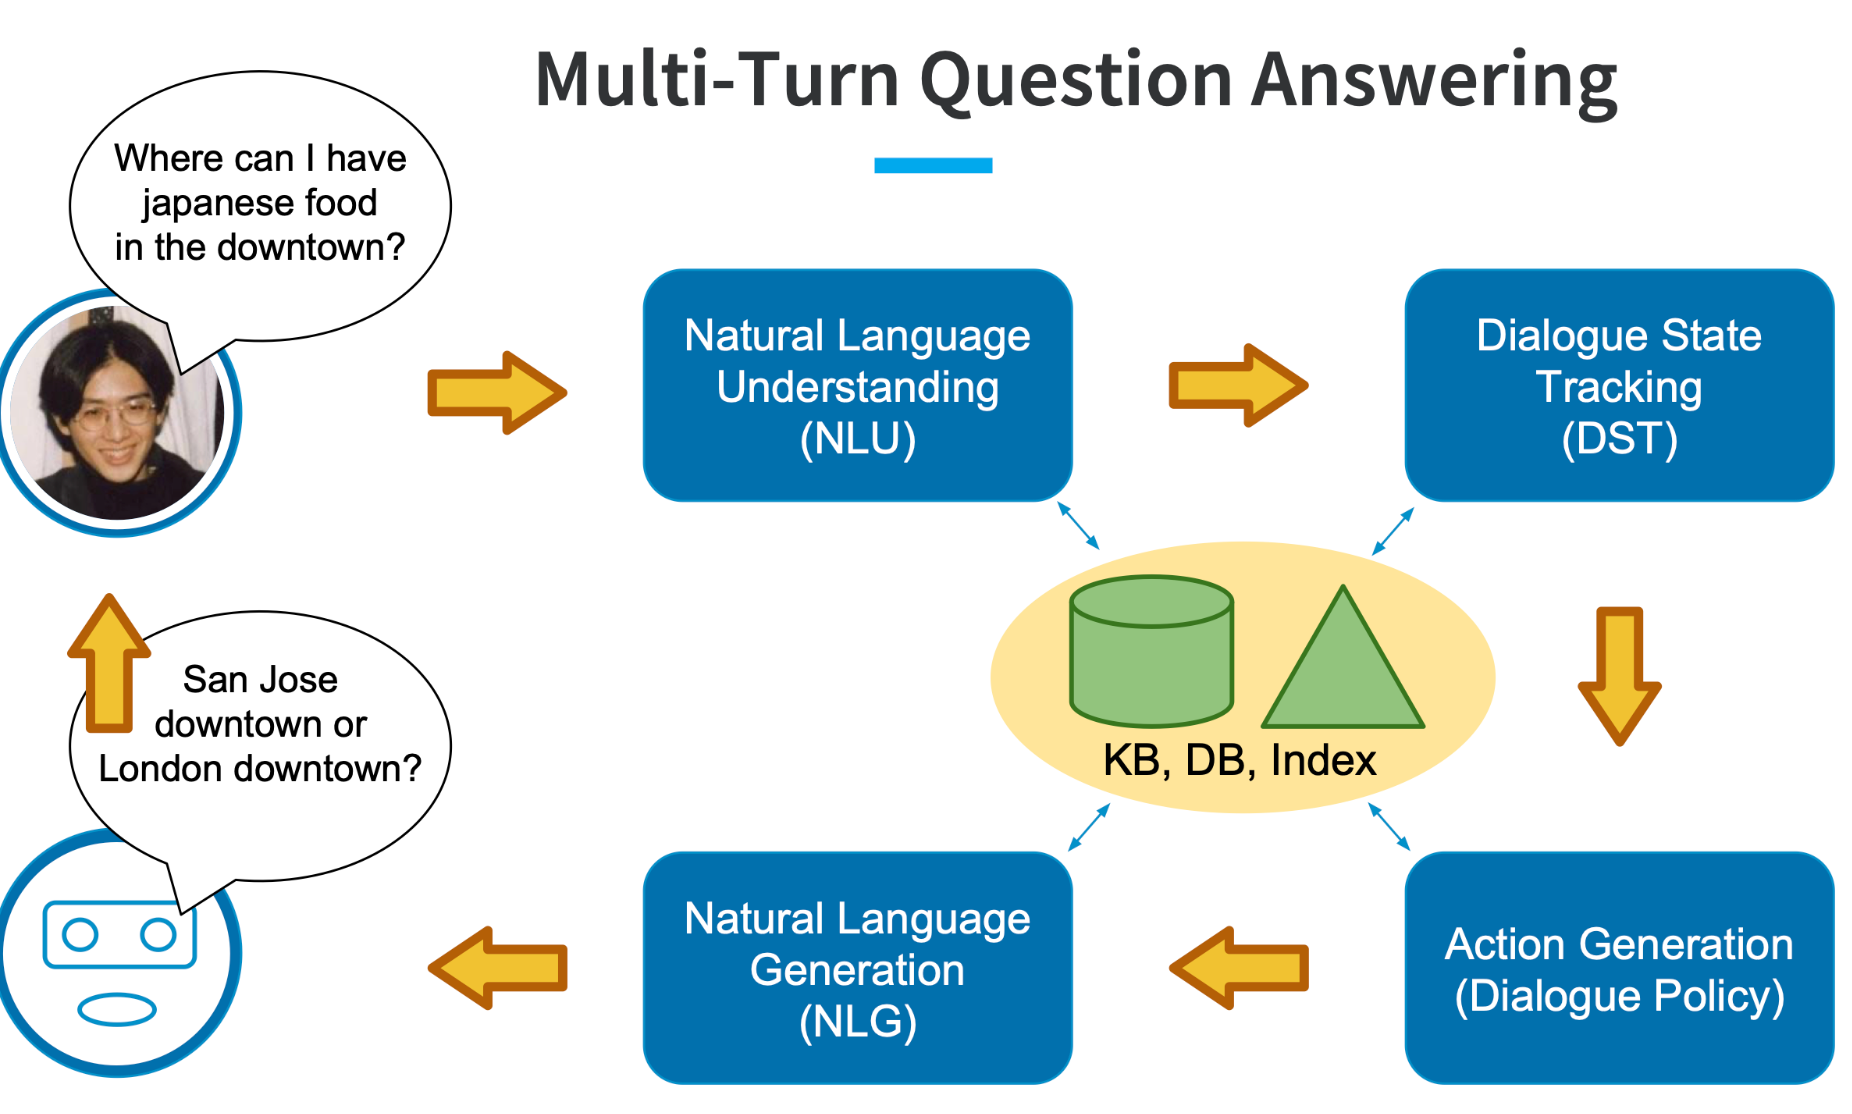 Multi-Turn Question Answering
Where can I have
japanese food
in the downtown?
Natural Language
Understanding
(NLU)
Dialogue State
Tracking
(DST)
KB, DB, Index
San Jose
downtown or
London downtown?
Natural Language
Generation
(NLG)
Action Generation
(Dialogue Policy)